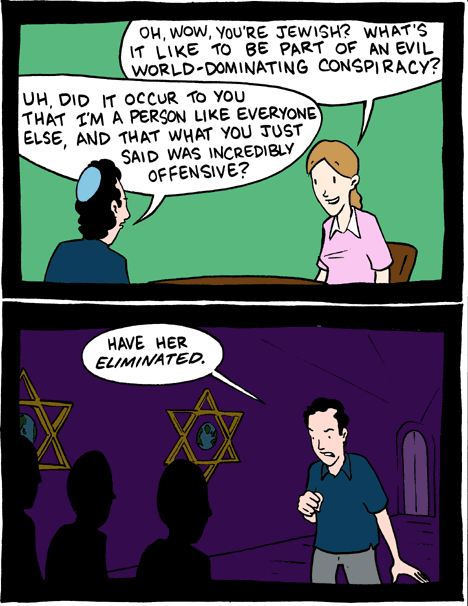 OH, WOW, YOU'RE JEWISH? WHAT'S
IT LIKE TO BE PART OF AN EVIL
WORLD-DOMINATING CONSPIRACY?
UH, DID IT OCCUR TO YOU
THAT I'M A PERSON LIKE EVERYONE
ELSE, AND THAT WHAT YOU JUST
SAID WAS INCREDIBLY
OFFENSIVE?
HAVE HER
ELIMINATED.